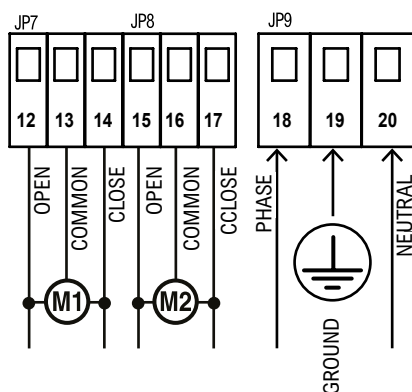 JP7 JP8 JP9
12 13 14 15 16 17 18 19 20
OPEN
COMMON
CLOSE
OPEN
COMMON
CCLOSE
PHASE
GROUND
NEUTRAL
M1 M2